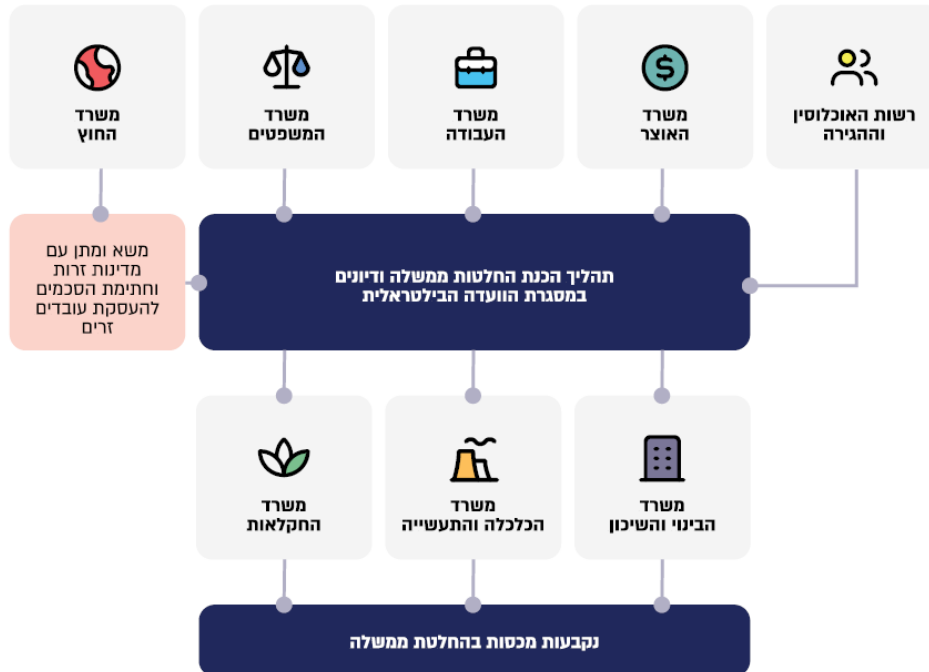 רשות האוכלוסין
וההגירה
משרד
האוצר
משרד
העבודה
משרד
המשפטים
משרד
החוץ
תהליך הכנת החלטות ממשלה ודיונים
במסגרת הוועדה הבילטראלית
משא ומתן עם
מדינות זרות
וחתימת הסכמים
להעסקת עובדים
זרים
משרד
הבינוי והשיכון
משרד
הכלכלה והתעשייה
משרד
החקלאות
נקבעות מכסות בהחלטת ממשלה